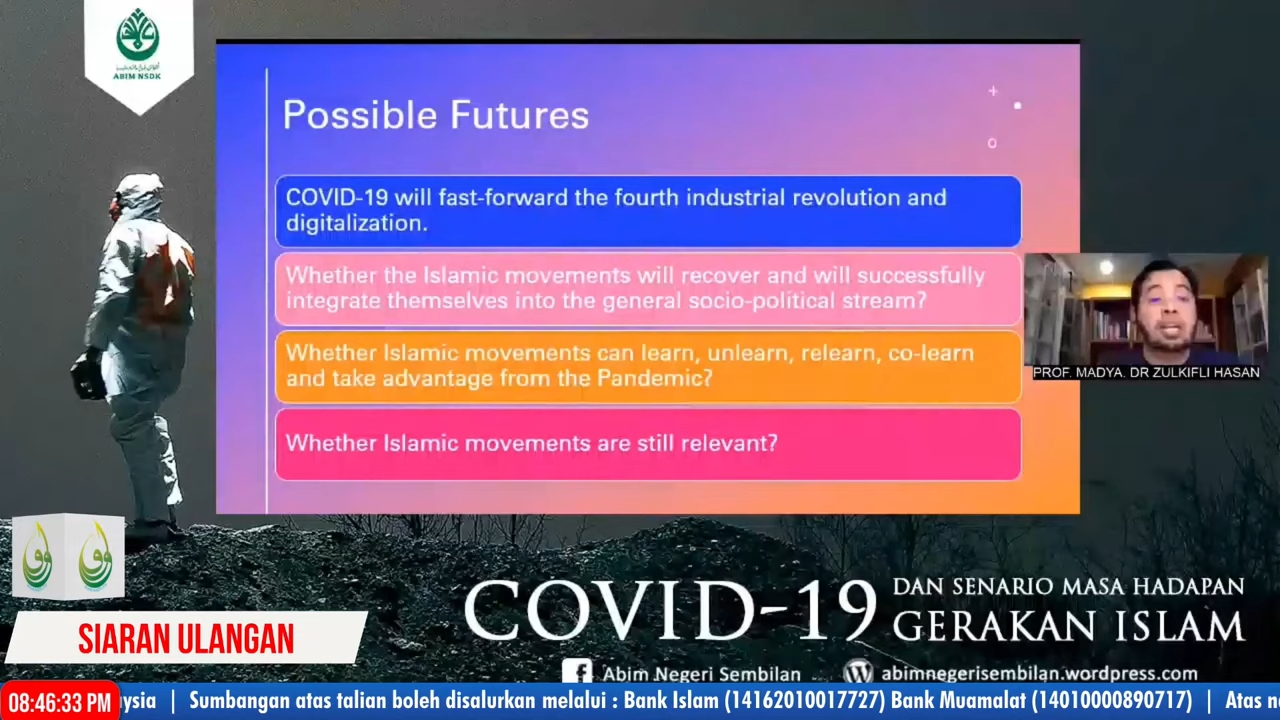 ABIM NSDK
Possible Futures
COVID-19 will fast-forward the fourth industrial revolution and
digitalization.
Whether the Islamic movements will recover and will successfully
integrate themselves into the general socio-political stream?
Whether Islamic movements can learn, unlearn, relearn, co-learn
and take advantage from the Pandemic?
Whether Islamic movements are still relevant?
PROF. MADYA. DR ZULKIFLI HASAN
COVID-19
DAN SENARIO MASA HADAPAN
GERAKAN ISLAM
SIARAN ULANGAN
f Abim Negeri Sembilan
abimnegerisembilan.wordpress.com
08:46:33 PM
ysia | Sumbangan atas talian boleh disalurkan melalui : Bank Islam (14162010017727) Bank Muamalat (14010000890717) | Atas n